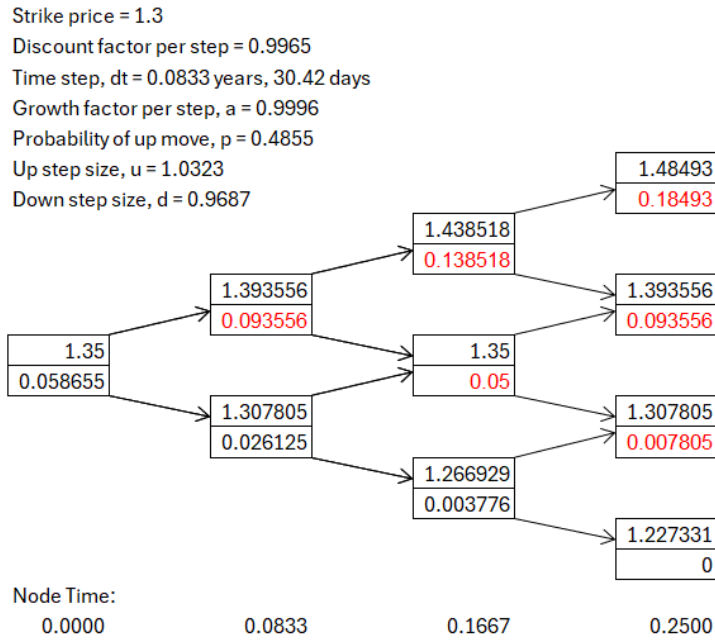 Strike price = 1.3
Discount factor per step = 0.9965
Time step, dt = 0.0833 years, 30.42 days
Growth factor per step, a = 0.9996
Probability of up move, p = 0.4855
Up step size, u = 1.0323
Down step size, d = 0.9687
1.48493
0.18493
1.438518
0.138518
1.393556
0.093556
1.393556
0.093556
1.35
0.058655
1.35
0.05
1.307805
0.026125
1.307805
0.007805
1.266929
0.003776
1.227331
0
Node Time:
0.0000 0.0833 0.1667 0.2500